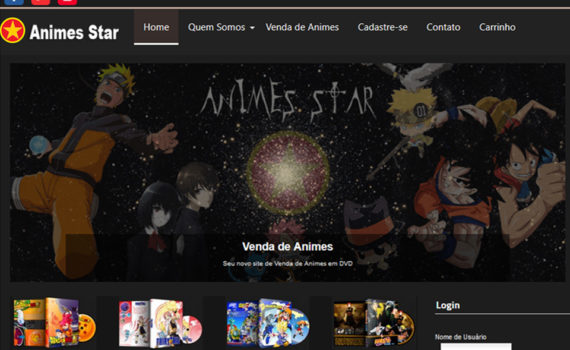 Animes Star
Home
Quem Somos
Venda de Animes
Cadastre-se
Contato
Carrinho
ANIMES STAR
Venda de Animes
Seu novo site de Venda de Animes em DVD
Login
Nome de Usuário